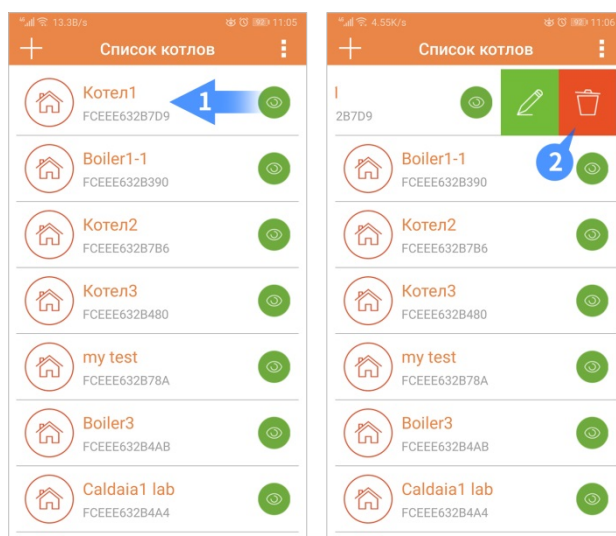 13.3B/s 11:05
Список котлов
Котел1
FCEEE632B7D9
1
Boiler1-1
FCEEE632B390
Котел2
FCEEE632B7B6
Котел3
FCEEE632B480
my test
FCEEE632B78A
Boiler3
FCEEE632B4AB
Caldaia1 lab
FCEEE632B4A4
4.55K/s 11:06
Список котлов
l
2B7D9
2
Boiler1-1
FCEEE632B390
Котел2
FCEEE632B7B6
Котел3
FCEEE632B480
my test
FCEEE632B78A
Boiler3
FCEEE632B4AB
Caldaia1 lab
FCEEE632B4A4